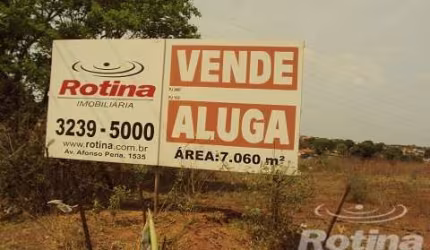 Rotina
IMOBILIÁRIA
3239-5000
www.rotina.com.br
Av. Afonso Pena, 1535
VENDE
ALUGA
ÁREA:7.060 m²
Rotina